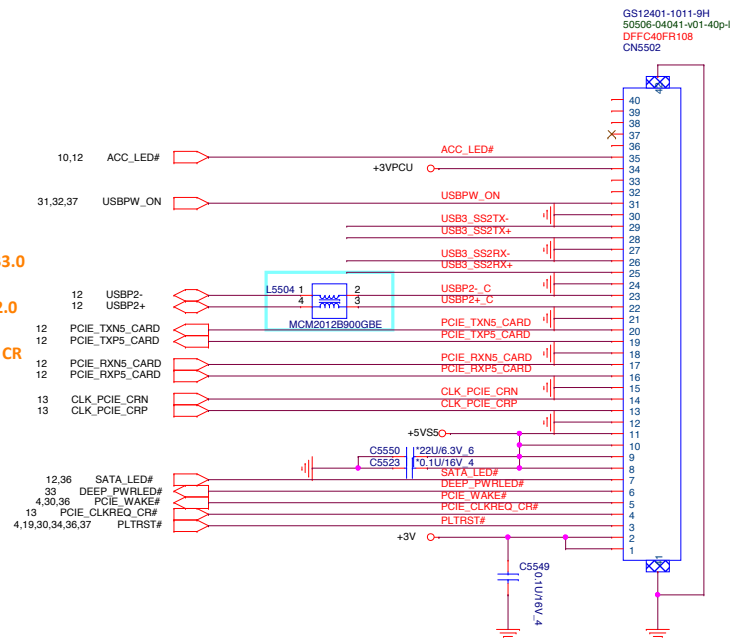 GS12401-1011-9H
50506-04041-v01-40p-l
DFFC40FR108
CN5502
40
39
38
37
36
10,12 ACC_LED# ACC_LED# 35
+3VPCU 34
33
32
31,32,37 USBPW_ON USBPW_ON 31
30
USB3_SS2TX- 29
USB3_SS2TX+ 28
27
3.0 USB3_SS2RX- 26
USB3_SS2RX+ 25
24
L5504 1 2
12 USBP2- USBP2-_C 23
4 3
12 USBP2+ USBP2+_C 22
2.0
MCM2012B900GBE
21
12 PCIE_TXN5_CARD PCIE_TXN5_CARD 20
12 PCIE_TXP5_CARD PCIE_TXP5_CARD 19
CR
18
12 PCIE_RXN5_CARD PCIE_RXN5_CARD 17
12 PCIE_RXP5_CARD PCIE_RXP5_CARD 16
15
13 CLK_PCIE_CRN CLK_PCIE_CRN 14
13 CLK_PCIE_CRP CLK_PCIE_CRP 13
12
+5VS5 11
10
C5550 *22U/6.3V_6 9
C5523 *0.1U/16V_4 8
12,36 SATA_LED# SATA_LED# 7
33 DEEP_PWRLED# DEEP_PWRLED# 6
4,30,36 PCIE_WAKE# PCIE_WAKE# 5
13 PCIE_CLKREQ_CR# PCIE_CLKREQ_CR# 4
4,19,30,34,36,37 PLTRST# PLTRST# 3
+3V 2
1
C5549
0.1U/16V_4